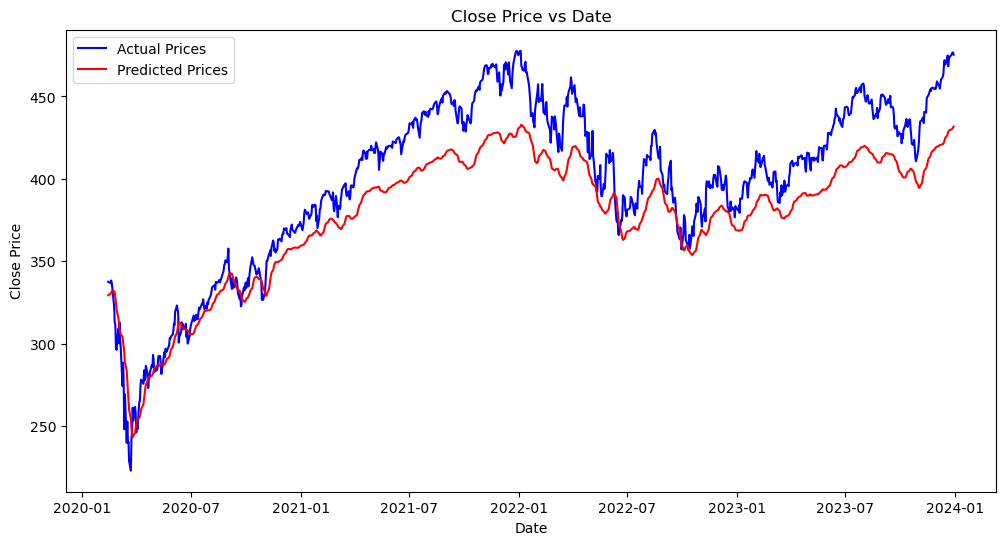 Close Price vs Date
Actual Prices
Predicted Prices
Close Price
450
400
350
300
250
2020-01
2020-07
2021-01
2021-07
2022-01
2022-07
2023-01
2023-07
2024-01
Date